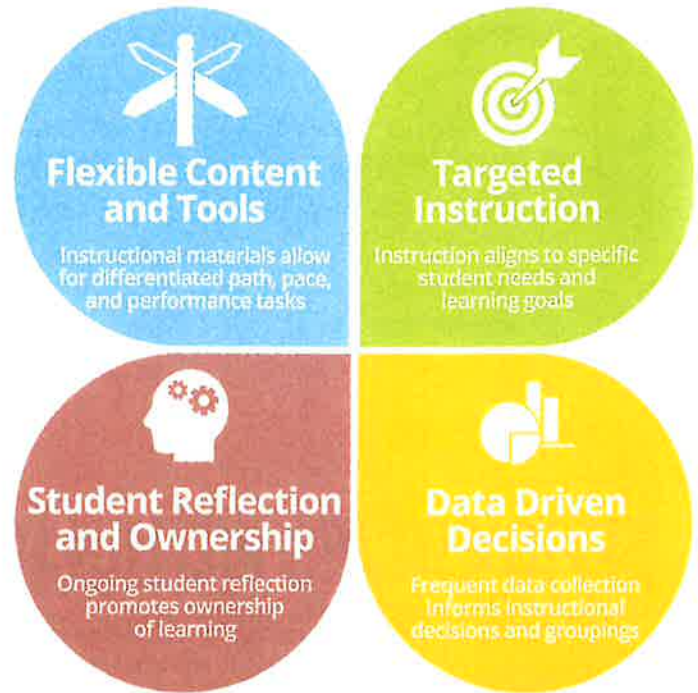 Flexible Content
and Tools
Instructional materials allow
for differentiated path, pace,
and performance tasks
Targeted
Instruction
Instruction aligns to specific
student needs and
learning goals
Student Reflection
and Ownership
Ongoing student reflection
promotes ownership
of learning
Data Driven
Decisions
Frequent data collection
informs instructional
decisions and groupings